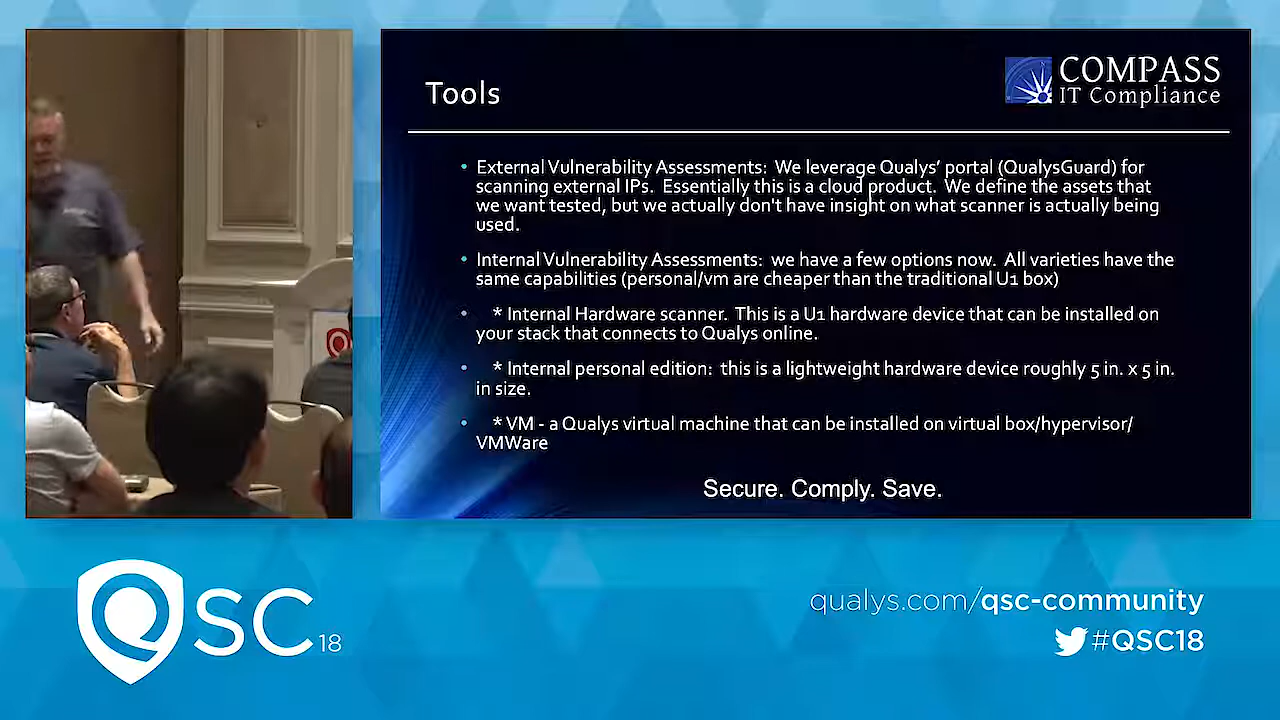 Tools
COMPASS
IT Compliance
• External Vulnerability Assessments: We leverage Qualys' portal (QualysGuard) for
scanning external IPs. Essentially this is a cloud product. We define the assets that
we want tested, but we actually don't have insight on what scanner is actually being
used.
• Internal Vulnerability Assessments: we have a few options now. All varieties have the
same capabilities (personal/vm are cheaper than the traditional U1 box)
• * Internal Hardware scanner. This is a U1 hardware device that can be installed on
your stack that connects to Qualys online.
• * Internal personal edition: this is a lightweight hardware device roughly 5 in. x 5 in.
in size.
• * VM - a Qualys virtual machine that can be installed on virtual box/hypervisor/
VMWare
Secure. Comply. Save.
QSC 18
qualys.com/qsc-community
#QSC18